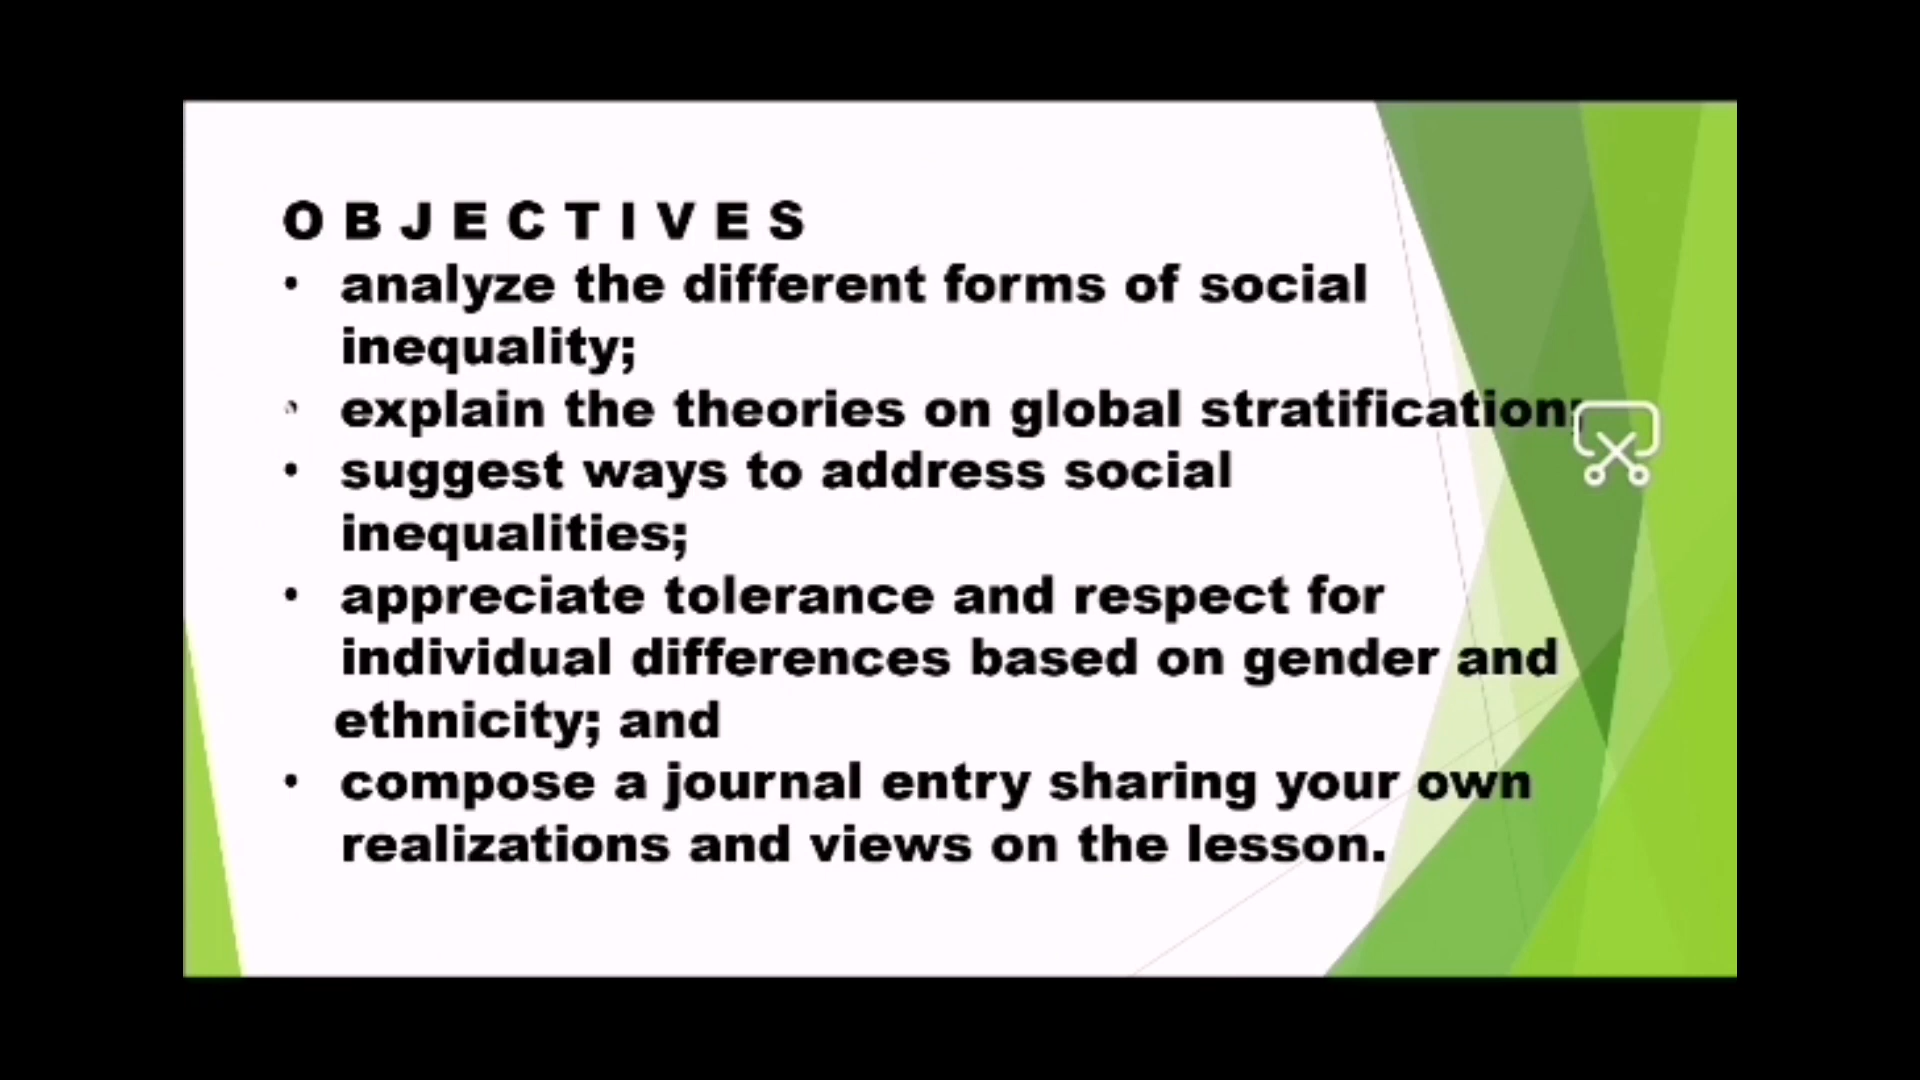 O B J E C T I V E S
• analyze the different forms of social
inequality;
• explain the theories on global stratification;
• suggest ways to address social
inequalities;
• appreciate tolerance and respect for
individual differences based on gender and
ethnicity; and
• compose a journal entry sharing your own
realizations and views on the lesson.